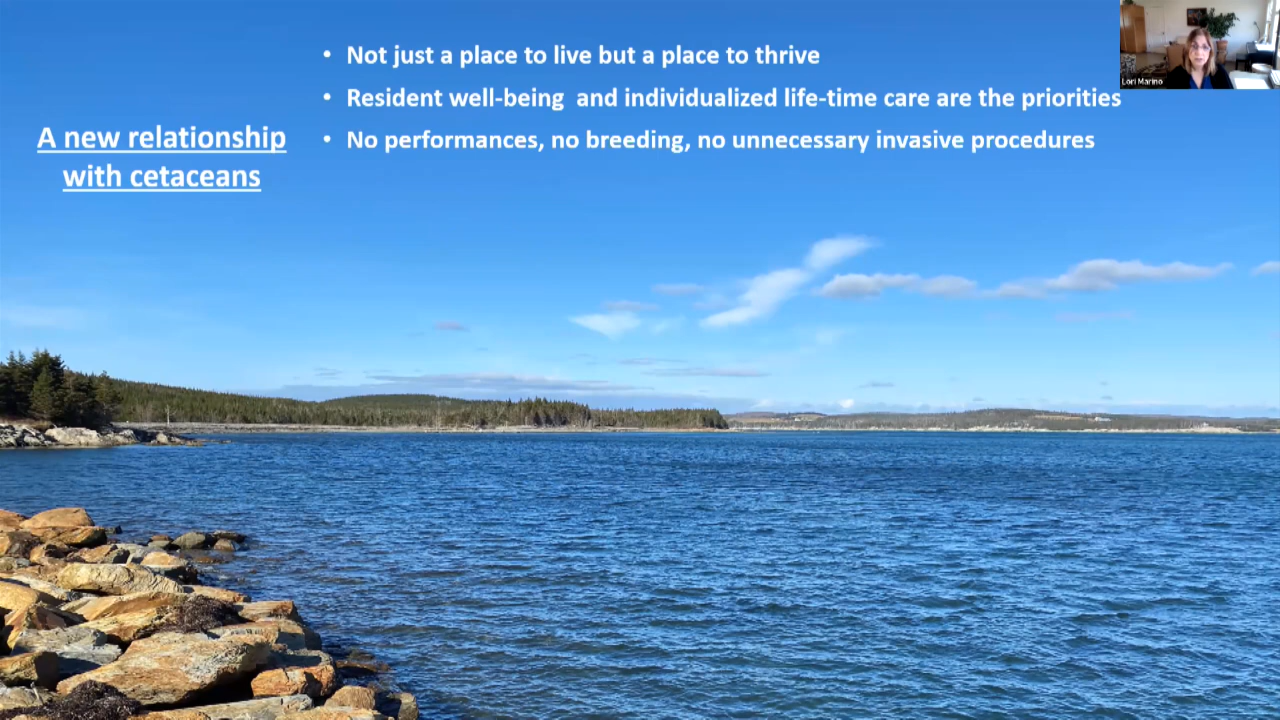 • Not just a place to live but a place to thrive
• Resident well-being and individualized life-time care are the priorities
• No performances, no breeding, no unnecessary invasive procedures
A new relationship
with cetaceans
Lori Marino